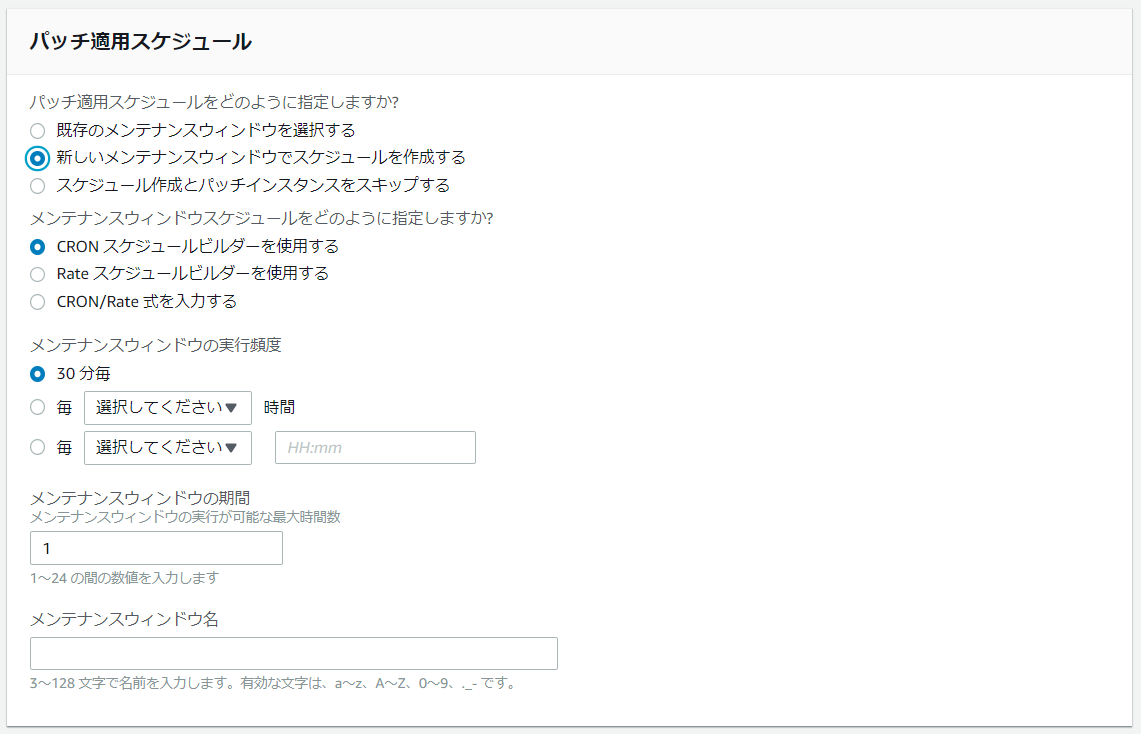 パッチ適用スケジュール
パッチ適用スケジュールをどのように指定しますか?
既存のメンテナンスウィンドウを選択する
新しいメンテナンスウィンドウでスケジュールを作成する
スケジュール作成とパッチインスタンスをスキップする
メンテナンスウィンドウスケジュールをどのように指定しますか?
CRON スケジュールビルダーを使用する
Rate スケジュールビルダーを使用する
CRON/Rate 式を入力する
メンテナンスウィンドウの実行頻度
30 分毎
毎 選択してください▼ 時間
毎 選択してください▼ HH:mm
メンテナンスウィンドウの期間
メンテナンスウィンドウの実行が可能な最大時間数
1
1～24 の間の数値を入力します
メンテナンスウィンドウ名
3～128 文字で名前を入力します。有効な文字は、a～z、A～Z、0～9、._- です。